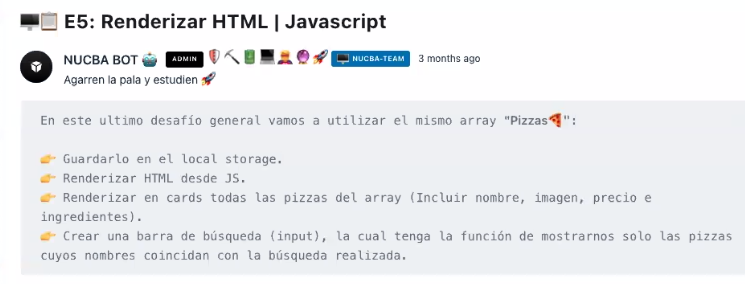 E5: Renderizar HTML | Javascript
NUCBA BOT ADMIN NUCBA-TEAM 3 months ago
Agarren la pala y estudien
En este ultimo desafío general vamos a utilizar el mismo array "Pizzas🍕":
👉 Guardarlo en el local storage.
👉 Renderizar HTML desde JS.
👉 Renderizar en cards todas las pizzas del array (Incluir nombre, imagen, precio e
ingredientes).
👉 Crear una barra de búsqueda (input), la cual tenga la función de mostrarnos solo las pizzas
cuyos nombres coincidan con la búsqueda realizada.